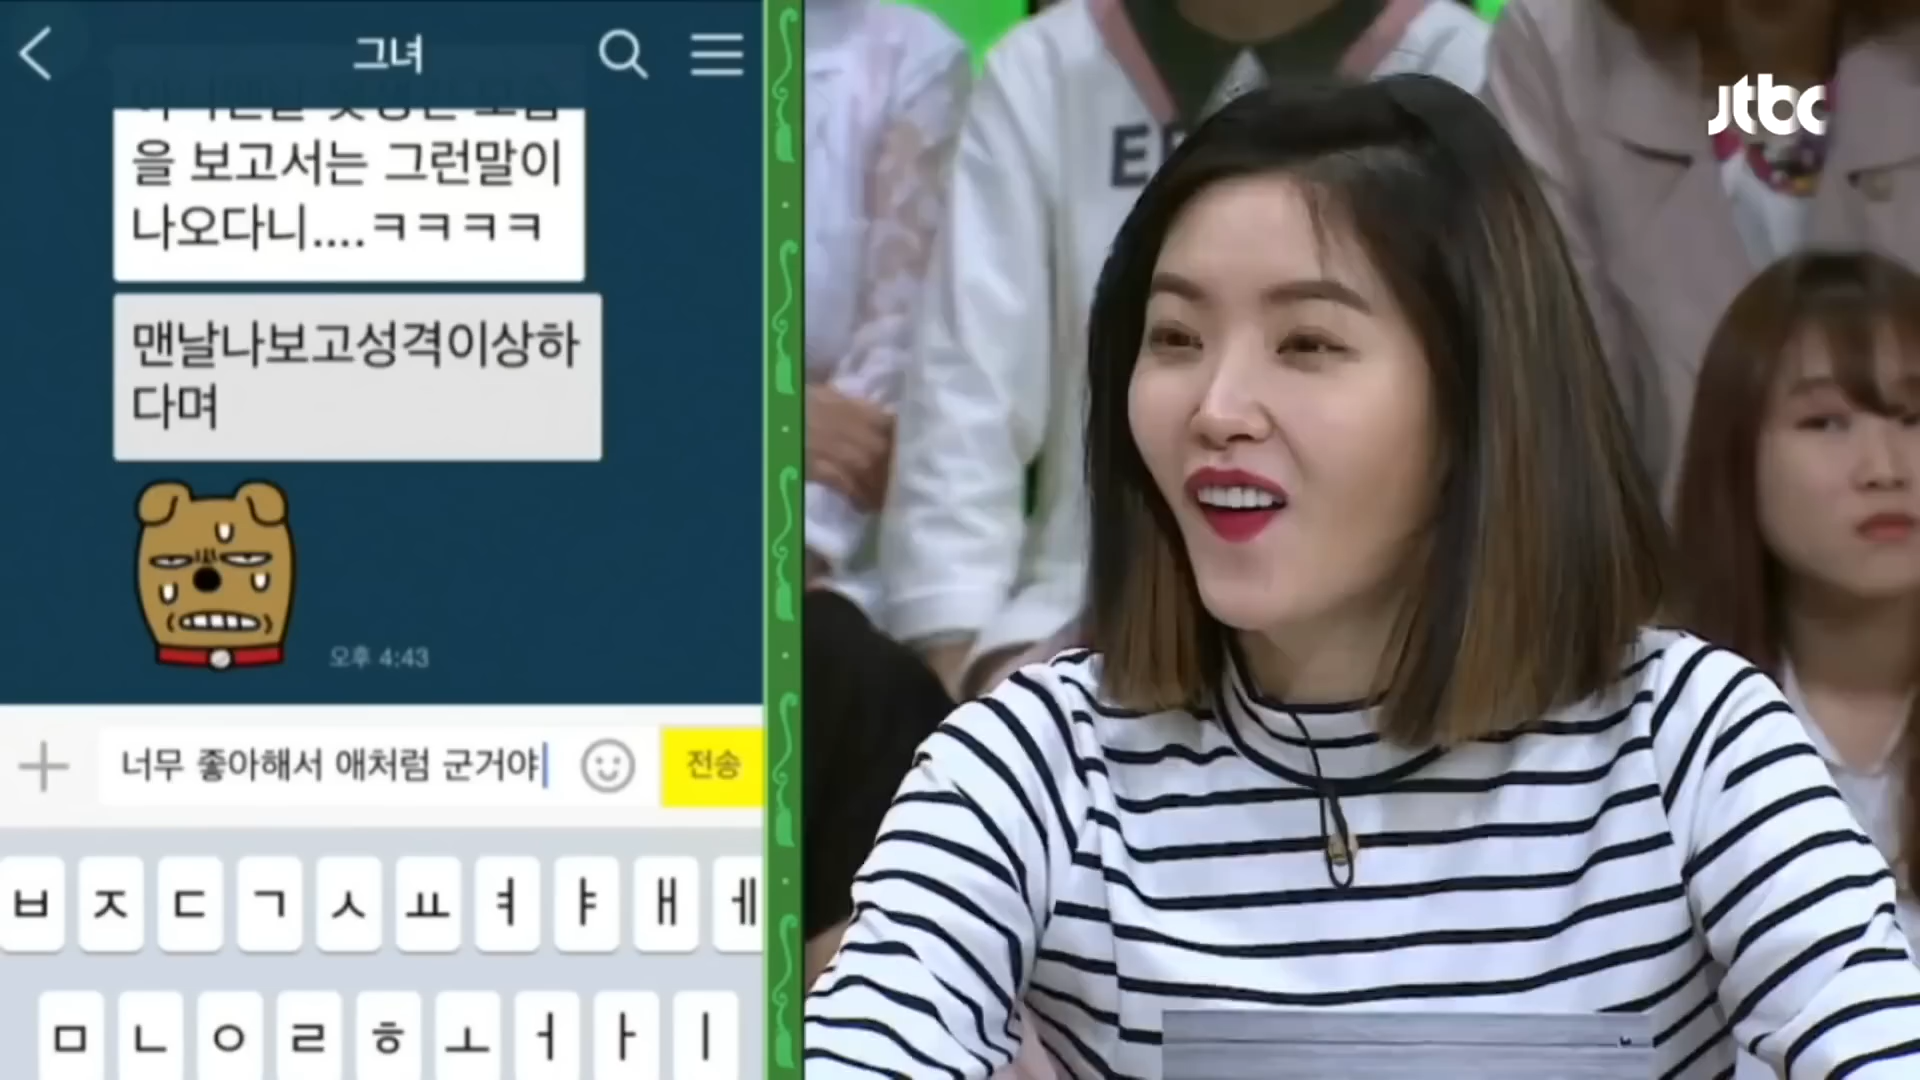 그녀
을 보고서는 그런말이
나오다니....ㅋㅋㅋㅋ
맨날나보고성격이상하
다며
오후 4:43
너무 좋아해서 애처럼 군거야
전송
ㅂ ㅈ ㄷ ㄱ ㅅ ㅛ ㅕ ㅑ ㅐ ㅔ
ㅁ ㄴ ㅇ ㄹ ㅎ ㅗ ㅓ ㅏ ㅣ
jtbc